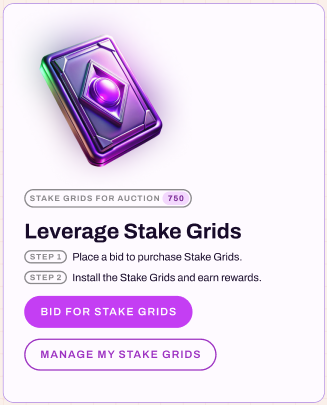 STAKE GRIDS FOR AUCTION 750
Leverage Stake Grids
STEP 1 Place a bid to purchase Stake Grids.
STEP 2 Install the Stake Grids and earn rewards.
BID FOR STAKE GRIDS
MANAGE MY STAKE GRIDS